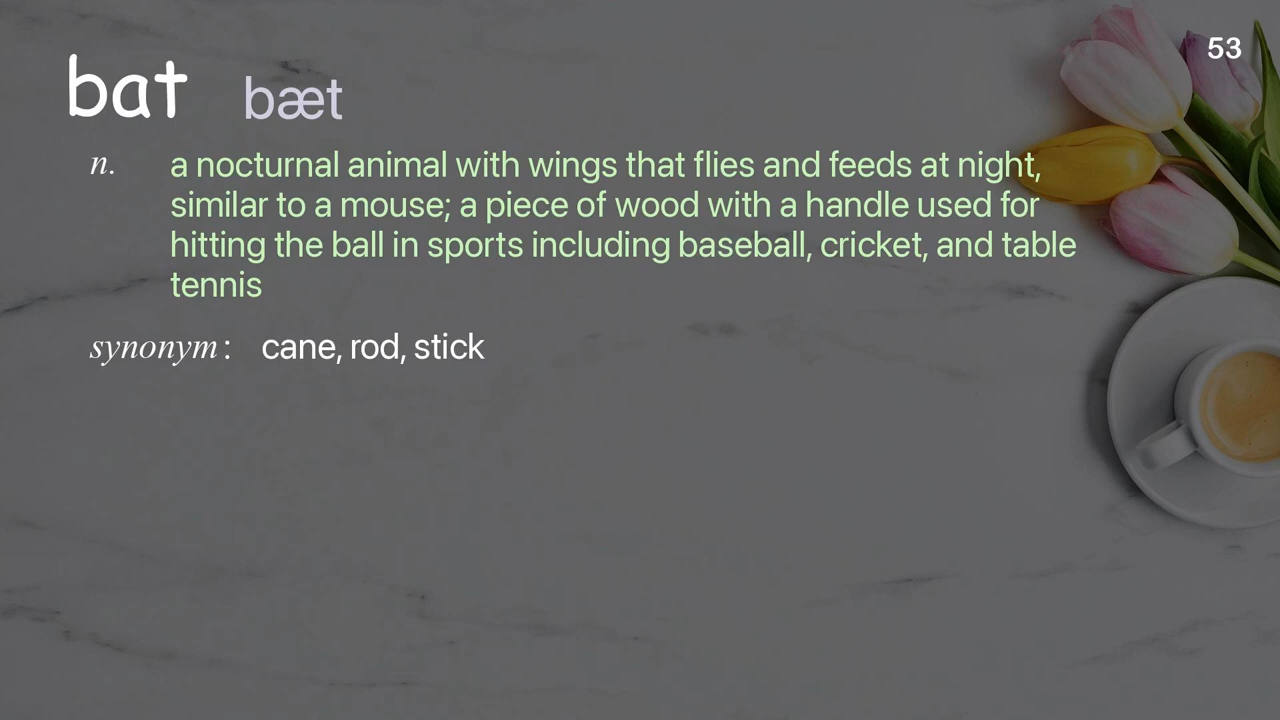 53
bat bæt
n. a nocturnal animal with wings that flies and feeds at night,
similar to a mouse; a piece of wood with a handle used for
hitting the ball in sports including baseball, cricket, and table
tennis
synonym: cane, rod, stick